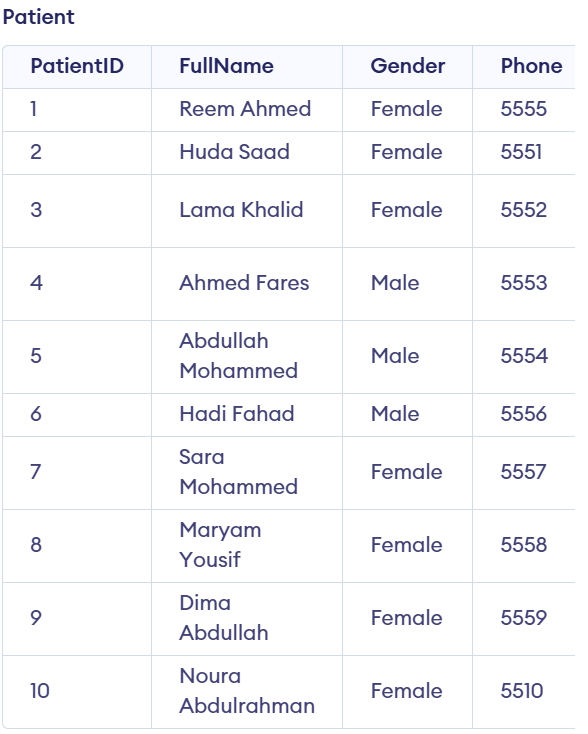 Patient
PatientID FullName Gender Phone
1 Reem Ahmed Female 5555
2 Huda Saad Female 5551
3 Lama Khalid Female 5552
4 Ahmed Fares Male 5553
5 Abdullah Mohammed Male 5554
6 Hadi Fahad Male 5556
7 Sara Mohammed Female 5557
8 Maryam Yousif Female 5558
9 Dima Abdullah Female 5559
10 Noura Abdulrahman Female 5510